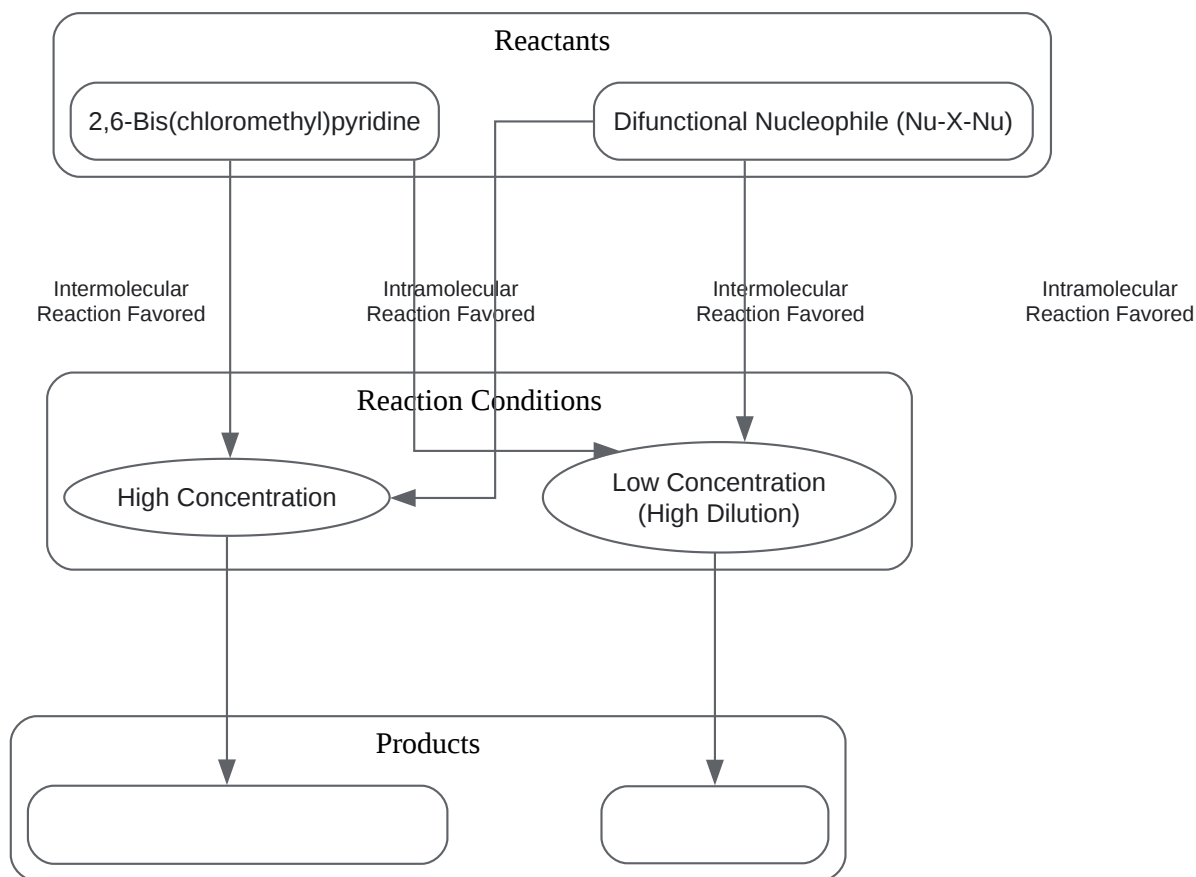 Reactants
2,6-Bis(chloromethyl)pyridine
Difunctional Nucleophile (Nu-X-Nu)
Intermolecular
Reaction Favored
Intramolecular
Reaction Favored
Intermolecular
Reaction Favored
Intramolecular
Reaction Favored
Reaction Conditions
High Concentration
Low Concentration
(High Dilution)
Products